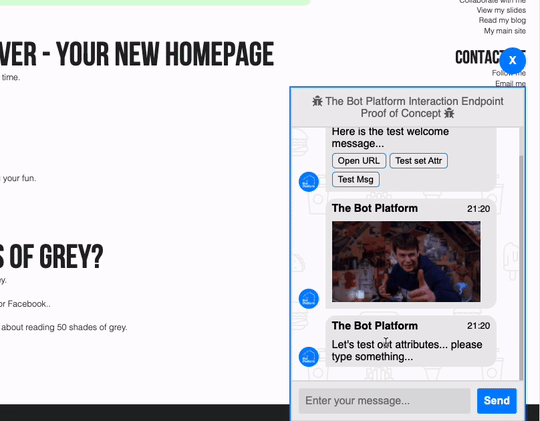 Collaborate with me
View my slides
Read my blog
My main site
VER - YOUR NEW HOMEPAGE
time.
CONTACT
X
Follow me
Email me
The Bot Platform Interaction Endpoint
Proof of Concept
Here is the test welcome
message...
Open URL
Test set Attr
Test Msg
The Bot Platform 21:20
your fun.
S OF GREY?
ey.
or Facebook..
about reading 50 shades of grey.
The Bot Platform 21:20
Let's test out attributes... please
type something...
Enter your message...
Send